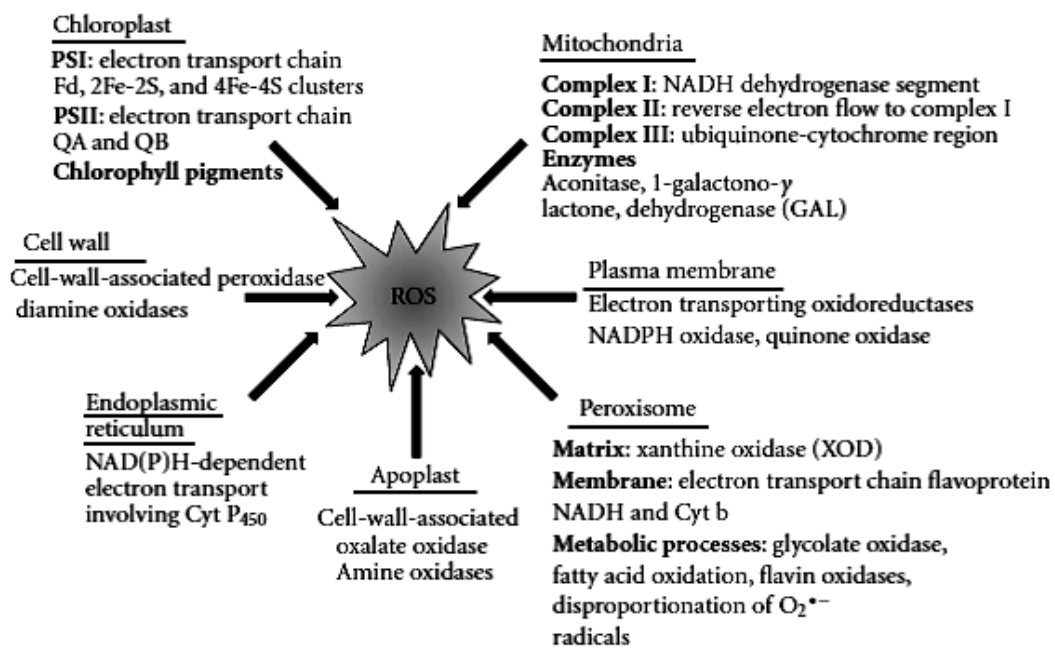 Chloroplast
PSI: electron transport chain
Fd, 2Fe-2S, and 4Fe-4S clusters
PSII: electron transport chain
QA and QB
Chlorophyll pigments
Mitochondria
Complex I: NADH dehydrogenase segment
Complex II: reverse electron flow to complex I
Complex III: ubiquinone-cytochrome region
Enzymes
Aconitase, 1-galactono-γ
lactone, dehydrogenase (GAL)
Cell wall
Cell-wall-associated peroxidase
diamine oxidases
ROS
Plasma membrane
Electron transporting oxidoreductases
NADPH oxidase, quinone oxidase
Endoplasmic
reticulum
NAD(P)H-dependent
electron transport
involving Cyt P₄₅₀
Apoplast
Cell-wall-associated
oxalate oxidase
Amine oxidases
Peroxisome
Matrix: xanthine oxidase (XOD)
Membrane: electron transport chain flavoprotein
NADH and Cyt b
Metabolic processes: glycolate oxidase,
fatty acid oxidation, flavin oxidases,
disproportionation of O₂•−
radicals